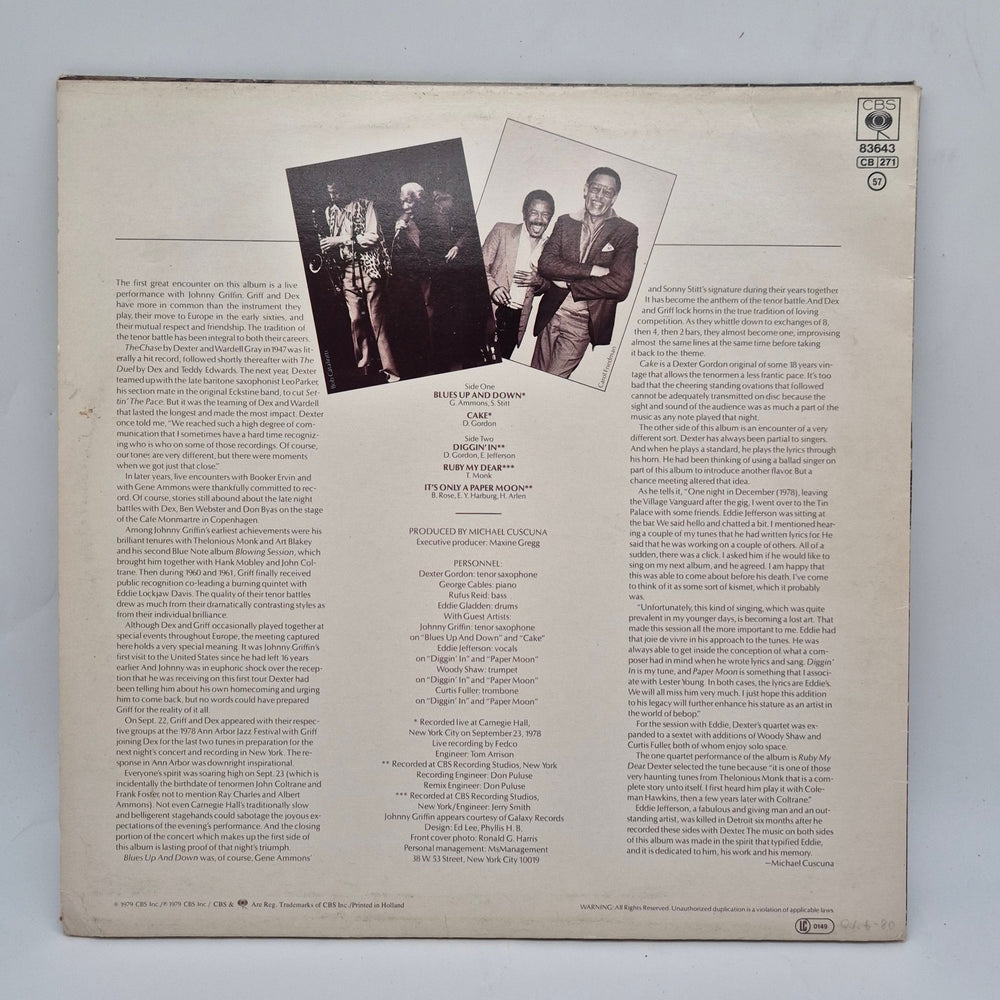 CBS
83643
CB 271
57
Bob Cavalieri
Carol Friedman
The first great encounter on this album is a live
performance with Johnny Griffin. Griff and Dex
have more in common than the instrument they
play, their move to Europe in the early sixties, and
their mutual respect and friendship. The tradition of
the tenor battle has been integral to both their careers.
The Chase by Dexter and Wardell Gray in 1947 was lit-
erally a hit record, followed shortly thereafter with The
Duel by Dex and Teddy Edwards. The next year, Dexter
teamed up with the late baritone saxophonist Leo Parker,
his section mate in the original Eckstine band, to cut Set-
tin' The Pace. But it was the teaming of Dex and Wardell
that lasted the longest and made the most impact. Dexter
once told me, "We reached such a high degree of com-
munication that I sometimes have a hard time recogniz-
ing who is who on some of those recordings. Of course,
our tones are very different, but there were moments
when we got just that close."
In later years, live encounters with Booker Ervin and
with Gene Ammons were thankfully committed to rec-
ord. Of course, stories still abound about the late night
battles with Dex, Ben Webster and Don Byas on the stage
of the Cafe Monmartre in Copenhagen.
Among Johnny Griffin's earliest achievements were his
brilliant tenures with Thelonious Monk and Art Blakey
and his second Blue Note album Blowing Session, which
brought him together with Hank Mobley and John Col-
trane. Then during 1960 and 1961, Griff finally received
public recognition co-leading a burning quintet with
Eddie Lockjaw Davis. The quality of their tenor battles
drew as much from their dramatically contrasting styles as
from their individual brilliance.
Although Dex and Griff occasionally played together at
special events throughout Europe, the meeting captured
here holds a very special meaning. It was Johnny Griffin's
first visit to the United States since he had left 16 years
earlier. And Johnny was in euphoric shock over the recep-
tion that he was receiving on this first tour. Dexter had
been telling him about his own homecoming and urging
him to come back, but no words could have prepared
Griff for the reality of it all.
On Sept. 22, Griff and Dex appeared with their respec-
tive groups at the 1978 Ann Arbor Jazz Festival with Griff
joining Dex for the last two tunes in preparation for the
next night's concert and recording in New York. The re-
sponse in Ann Arbor was downright inspirational.
Everyone's spirit was soaring high on Sept. 23 (which is
incidentally the birthdate of tenormen John Coltrane and
Frank Foster, not to mention Ray Charles and Albert
Ammons). Not even Carnegie Hall's traditionally slow
and belligerent stagehands could sabotage the joyous ex-
pectations of the evening's performance. And the closing
portion of the concert which makes up the first side of
this album is lasting proof of that night's triumph.
Blues Up And Down was, of course, Gene Ammons'
Side One
BLUES UP AND DOWN*
G. Ammons, S. Stitt
CAKE*
D. Gordon
Side Two
DIGGIN' IN**
D. Gordon, E. Jefferson
RUBY MY DEAR***
T. Monk
IT'S ONLY A PAPER MOON**
B. Rose, E. Y. Harburg, H. Arlen
PRODUCED BY MICHAEL CUSCUNA
Executive producer: Maxine Gregg
PERSONNEL:
Dexter Gordon: tenor saxophone
George Cables: piano
Rufus Reid: bass
Eddie Gladden: drums
With Guest Artists:
Johnny Griffin: tenor saxophone
on "Blues Up And Down" and "Cake"
Eddie Jefferson: vocals
on "Diggin' In" and "Paper Moon"
Woody Shaw: trumpet
on "Diggin' In" and "Paper Moon"
Curtis Fuller: trombone
on "Diggin' In" and "Paper Moon"
* Recorded live at Carnegie Hall,
New York City on September 23, 1978
Live recording by Fedco
Engineer: Tom Arrison
** Recorded at CBS Recording Studios, New York
Recording Engineer: Don Puluse
Remix Engineer: Don Puluse
*** Recorded at CBS Recording Studios,
New York/Engineer: Jerry Smith
Johnny Griffin appears courtesy of Galaxy Records
Design: Ed Lee, Phyllis H. B.
Front cover photo: Ronald G. Harris
Personal management: MsManagement
38 W. 53 Street, New York City 10019
and Sonny Stitt's signature during their years together
It has become the anthem of the tenor battle. And Dex
and Griff lock horns in the true tradition of loving
competition. As they whittle down to exchanges of 8,
then 4, then 2 bars, they almost become one, improvising
almost the same lines at the same time before taking
it back to the theme.
Cake is a Dexter Gordon original of some 18 years vin-
tage that allows the tenormen a less frantic pace. It's too
bad that the cheering standing ovations that followed
cannot be adequately transmitted on disc because the
sight and sound of the audience was as much a part of the
music as any note played that night.
The other side of this album is an encounter of a very
different sort. Dexter has always been partial to singers.
And when he plays a standard, he plays the lyrics through
his horn. He had been thinking of using a ballad singer on
part of this album to introduce another flavor. But a
chance meeting altered that idea.
As he tells it, "One night in December (1978), leaving
the Village Vanguard after the gig, I went over to the Tin
Palace with some friends. Eddie Jefferson was sitting at
the bar. We said hello and chatted a bit. I mentioned hear-
ing a couple of my tunes that he had written lyrics for. He
said that he was working on a couple of others. All of a
sudden, there was a click. I asked him if he would like to
sing on my next album, and he agreed. I am happy that
this was able to come about before his death. I've come
to think of it as some sort of kismet, which it probably
was.
"Unfortunately, this kind of singing, which was quite
prevalent in my younger days, is becoming a lost art. That
made this session all the more important to me. Eddie had
that joie de vivre in his approach to the tunes. He was
always able to get inside the conception of what a com-
poser had in mind when he wrote lyrics and sang. Diggin'
In is my tune, and Paper Moon is something that I associ-
ate with Lester Young. In both cases, the lyrics are Eddie's.
We will all miss him very much. I just hope this addition
to his legacy will further enhance his stature as an artist in
the world of bebop."
For the session with Eddie, Dexter's quartet was ex-
panded to a sextet with additions of Woody Shaw and
Curtis Fuller, both of whom enjoy solo space.
The one quartet performance of the album is Ruby My
Dear. Dexter selected the tune because "it is one of those
very haunting tunes from Thelonious Monk that is a com-
plete story unto itself. I first heard him play it with Cole-
man Hawkins, then a few years later with Coltrane."
Eddie Jefferson, a fabulous and giving man and an out-
standing artist, was killed in Detroit six months after he
recorded these sides with Dexter. The music on both sides
of this album was made in the spirit that typified Eddie,
and it is dedicated to him, his work and his memory.
—Michael Cuscuna
© 1979 CBS Inc./℗ 1979 CBS Inc./ CBS & Are Reg. Trademarks of CBS Inc./Printed in Holland
WARNING: All Rights Reserved. Unauthorized duplication is a violation of applicable laws.
LC 0149